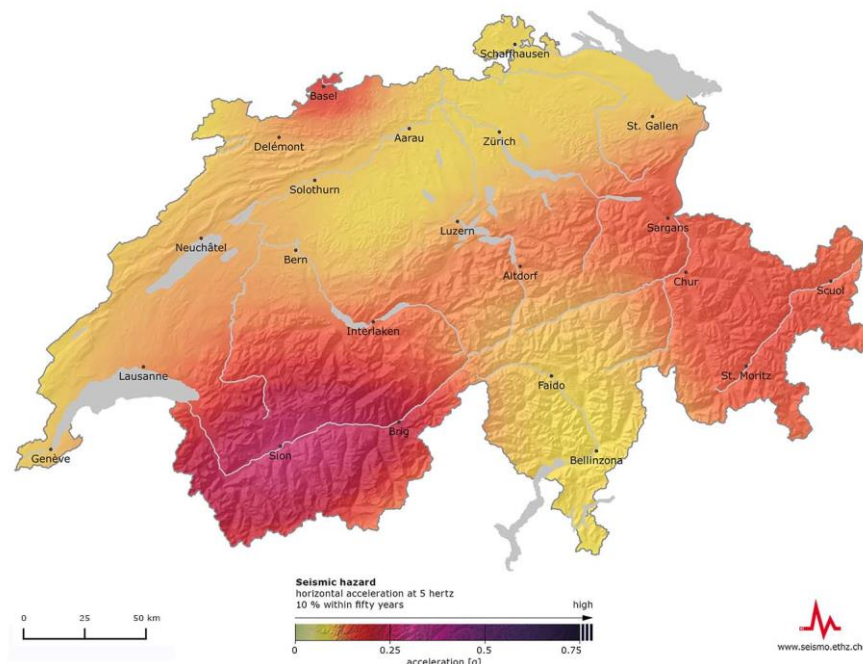 Schaffhausen
Basel
St. Gallen
Aarau
Zürich
Delémont
Solothurn
Sargans
Luzern
Neuchâtel
Bern
Altdorf
Chur
Scuol
Interlaken
Lausanne
St. Moritz
Faido
Brig
Genève
Sion
Bellinzona
Seismic hazard
horizontal acceleration at 5 hertz
10 % within fifty years
high
0 25 50 km
0 0.25 0.5 0.75
acceleration [g]
www.seismo.ethz.ch